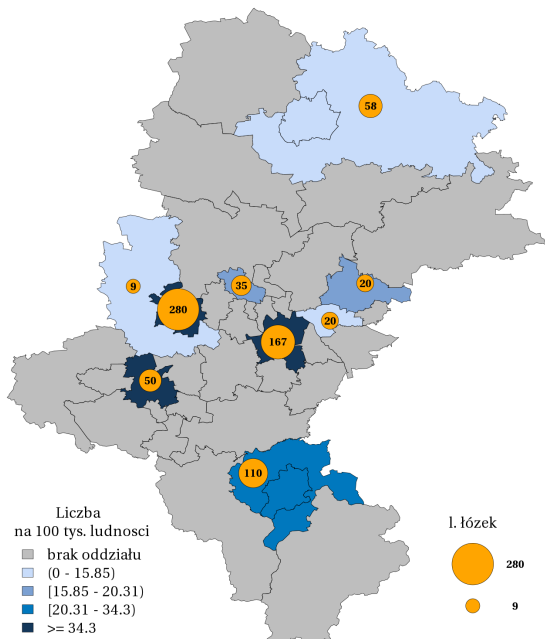 58
9
35
20
280
20
167
50
110
Liczba
na 100 tys. ludnosci
brak oddziału
(0 - 15.85)
[15.85 - 20.31)
[20.31 - 34.3)
>= 34.3
l. łózek
280
9